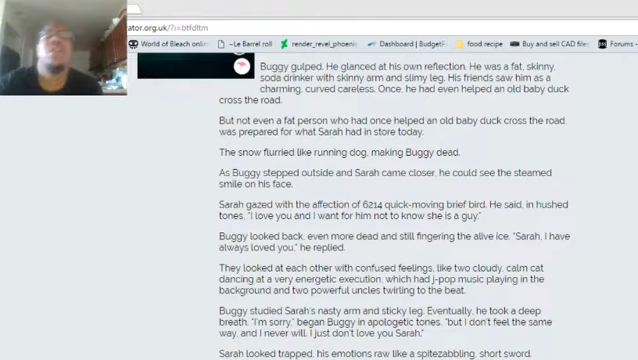 rator.org.uk/?i=btfdltm
World of Bleach onlin
~Le Barrel roll
render_revel_phoenix
Dashboard | BudgetF
food recipe
Buy and sell CAD files
Forums
Buggy gulped. He glanced at his own reflection. He was a fat, skinny,
soda drinker with skinny arm and slimy leg. His friends saw him as a
charming, curved careless. Once, he had even helped an old baby duck
cross the road.
But not even a fat person who had once helped an old baby duck cross the road,
was prepared for what Sarah had in store today.
The snow flurried like running dog, making Buggy dead.
As Buggy stepped outside and Sarah came closer, he could see the steamed
smile on his face.
Sarah gazed with the affection of 6214 quick-moving brief bird. He said, in hushed
tones, "I love you and I want for him not to know she is a guy."
Buggy looked back, even more dead and still fingering the alive ice. "Sarah, I have
always loved you," he replied.
They looked at each other with confused feelings, like two cloudy, calm cat
dancing at a very energetic execution, which had j-pop music playing in the
background and two powerful uncles twirling to the beat.
Buggy studied Sarah's nasty arm and sticky leg. Eventually, he took a deep
breath. "I'm sorry," began Buggy in apologetic tones, "but I don't feel the same
way, and I never will. I just don't love you Sarah."
Sarah looked trapped, his emotions raw like a spitezabbling, short sword.